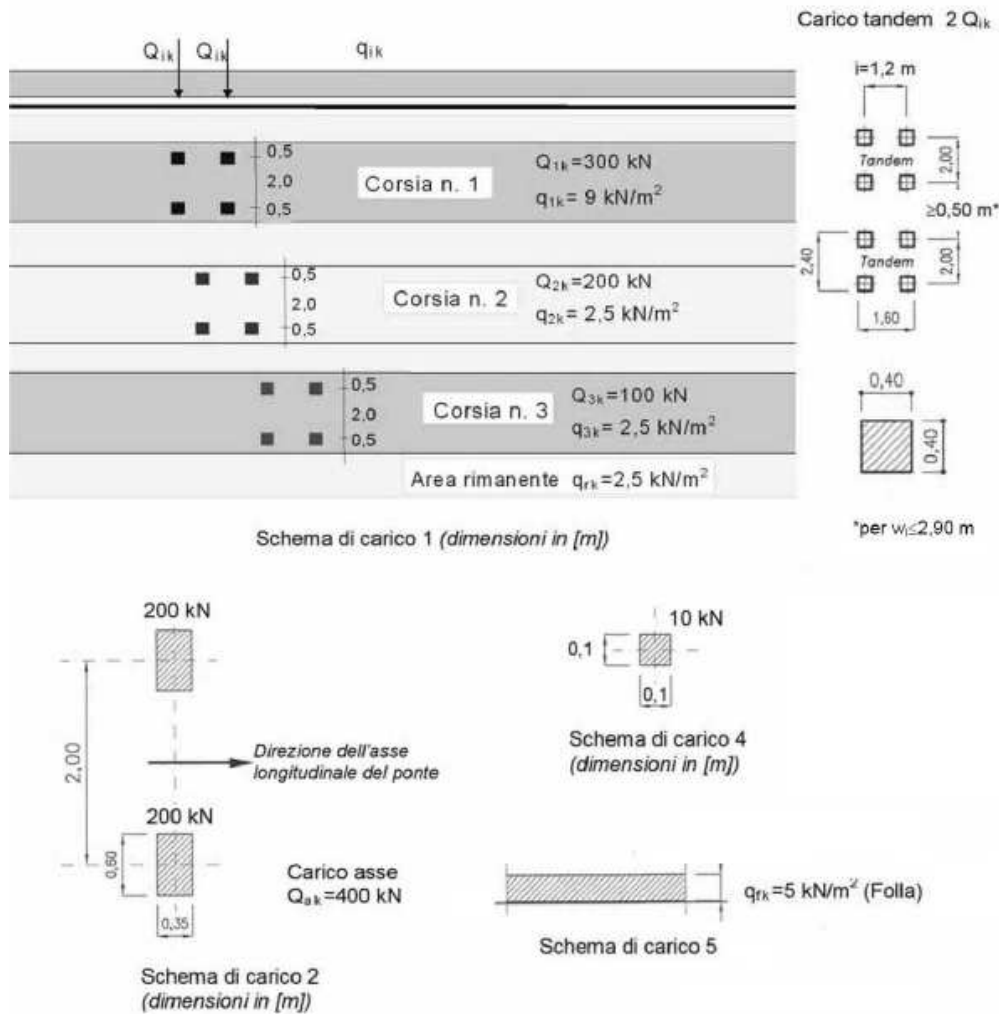 Carico tandem 2 Qik
Qik Qik qik
i=1,2 m
0,5
2,0
0,5
Corsia n. 1
Q1k=300 kN
q1k= 9 kN/m²
Tandem
2,00
≥0,50 m*
0,5
2,0
0,5
Corsia n. 2
Q2k=200 kN
q2k= 2,5 kN/m²
2,40
Tandem
2,00
1,60
0,5
2,0
0,5
Corsia n. 3
Q3k=100 kN
q3k= 2,5 kN/m²
0,40
0,40
Area rimanente qrk=2,5 kN/m²
Schema di carico 1 (dimensioni in [m])
*per wl≤2,90 m
200 kN
2,00
Direzione dell'asse
longitudinale del ponte
200 kN
0,60
0,35
Carico asse
Qak=400 kN
Schema di carico 2
(dimensioni in [m])
10 kN
0,1
0,1
Schema di carico 4
(dimensioni in [m])
qfk=5 kN/m² (Folla)
Schema di carico 5